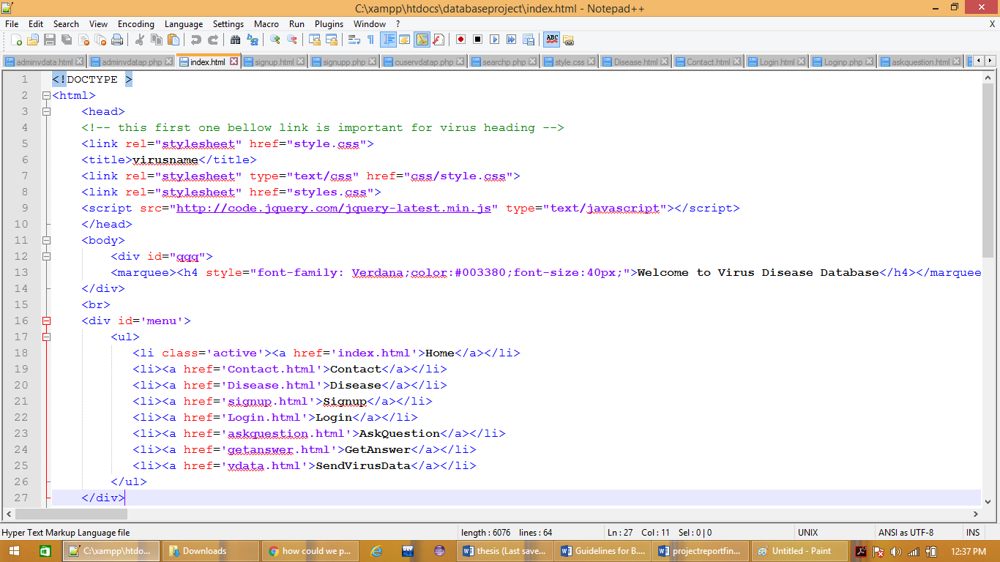 C:\xampp\htdocs\databaseproject\index.html - Notepad++
File Edit Search View Encoding Language Settings Macro Run Plugins Window ? X
ABC
adminvdata.html adminvdatap.php index.html signup.html signupp.php cuservdatap.php searchp.php style.css Disease.html Contact.html Login.html Loginp.php askquestion.html
1 <!DOCTYPE >
2 <html>
3 <head>
4 <!-- this first one bellow link is important for virus heading -->
5 <link rel="stylesheet" href="style.css">
6 <title>virusname</title>
7 <link rel="stylesheet" type="text/css" href="css/style.css">
8 <link rel="stylesheet" href="styles.css">
9 <script src="http://code.jquery.com/jquery-latest.min.js" type="text/javascript"></script>
10 </head>
11 <body>
12 <div id="qqq">
13 <marquee><h4 style="font-family: Verdana;color:#003380;font-size:40px;">Welcome to Virus Disease Database</h4></marquee
14 </div>
15 <br>
16 <div id='menu'>
17 <ul>
18 <li class='active'><a href='index.html'>Home</a></li>
19 <li><a href='Contact.html'>Contact</a></li>
20 <li><a href='Disease.html'>Disease</a></li>
21 <li><a href='signup.html'>Signup</a></li>
22 <li><a href='Login.html'>Login</a></li>
23 <li><a href='askquestion.html'>AskQuestion</a></li>
24 <li><a href='getanswer.html'>GetAnswer</a></li>
25 <li><a href='vdata.html'>SendVirusData</a></li>
26 </ul>
27 </div>
Hyper Text Markup Language file length : 6076 lines : 64 Ln : 27 Col : 11 Sel : 0 | 0 UNIX ANSI as UTF-8 INS
C:\xampp\htdo... Downloads how could we p... thesis (Last save... Guidelines for B.... projectreportfin... Untitled - Paint 12:37 PM